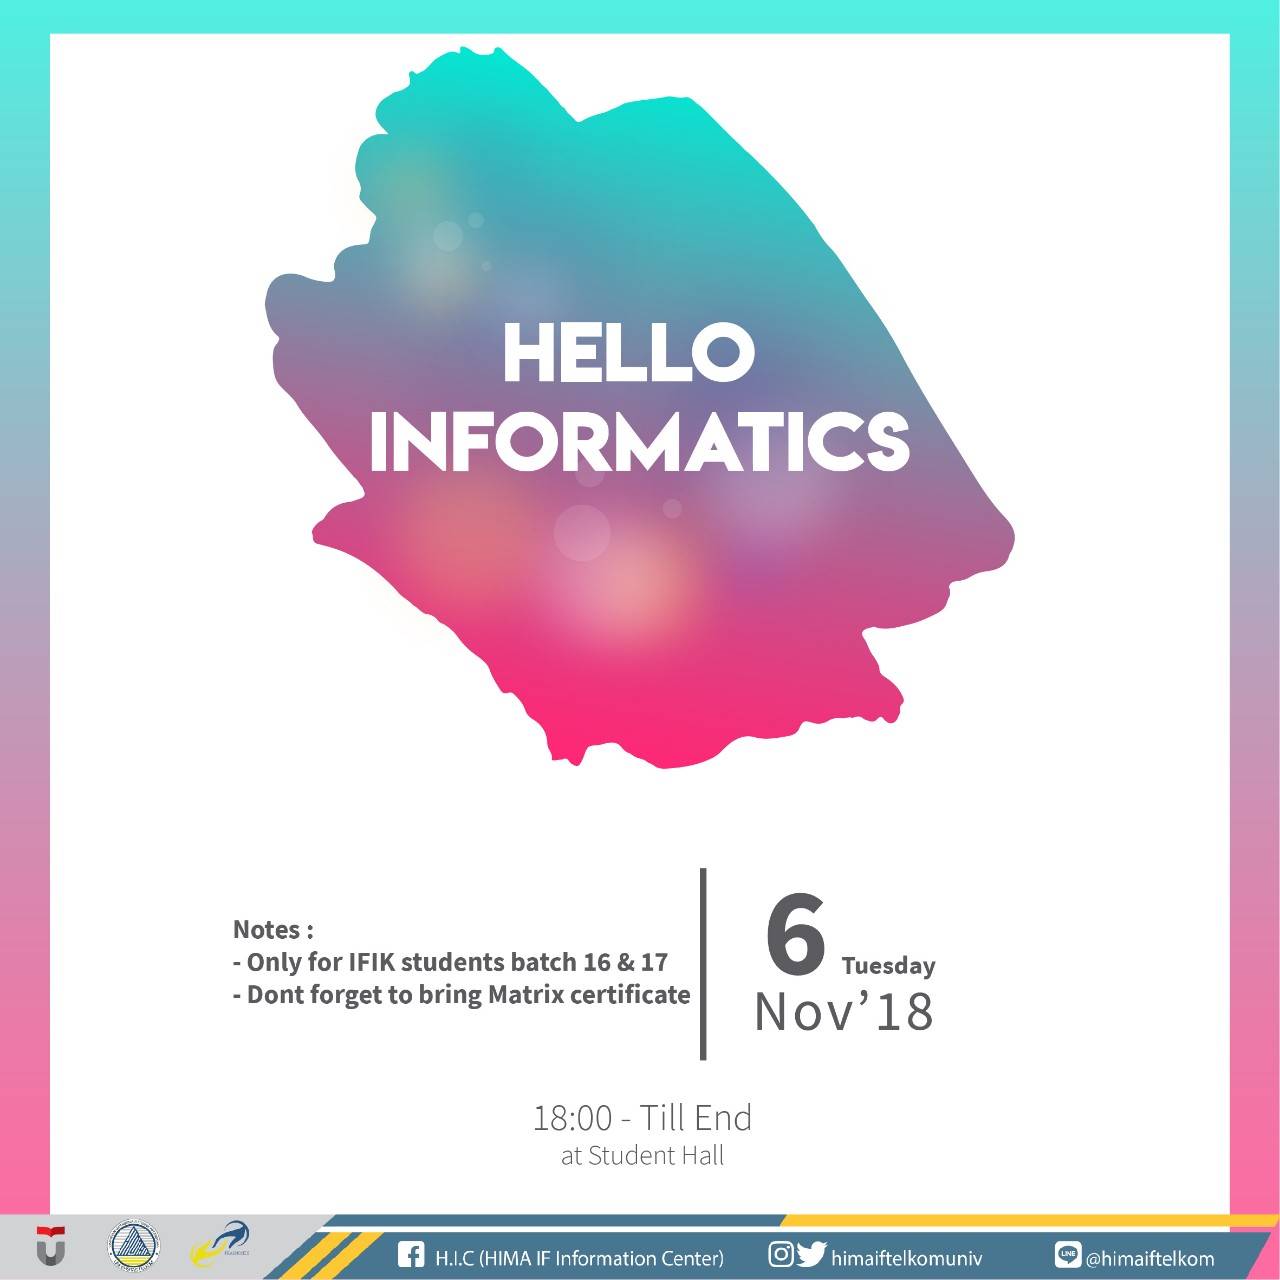 HELLO
INFORMATICS
Notes :
- Only for IFIK students batch 16 & 17
- Dont forget to bring Matrix certificate
6 Tuesday
Nov’18
18:00 - Till End
at Student Hall
H.I.C (HIMA IF Information Center)
himaiftelkomuniv
LINE
@himaiftelkom